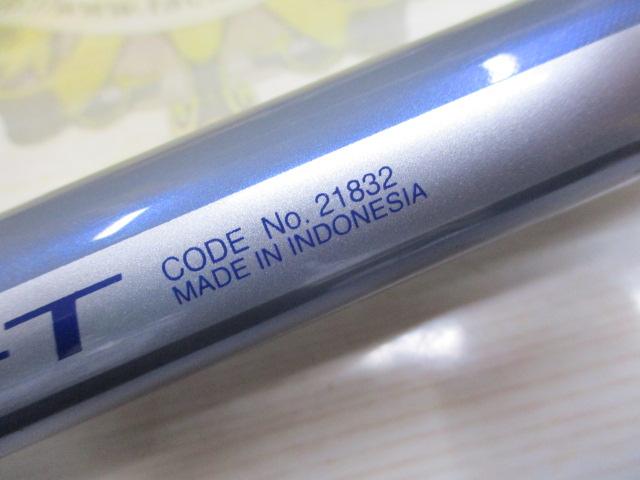 CODE No. 21832
MADE IN INDONESIA
-T